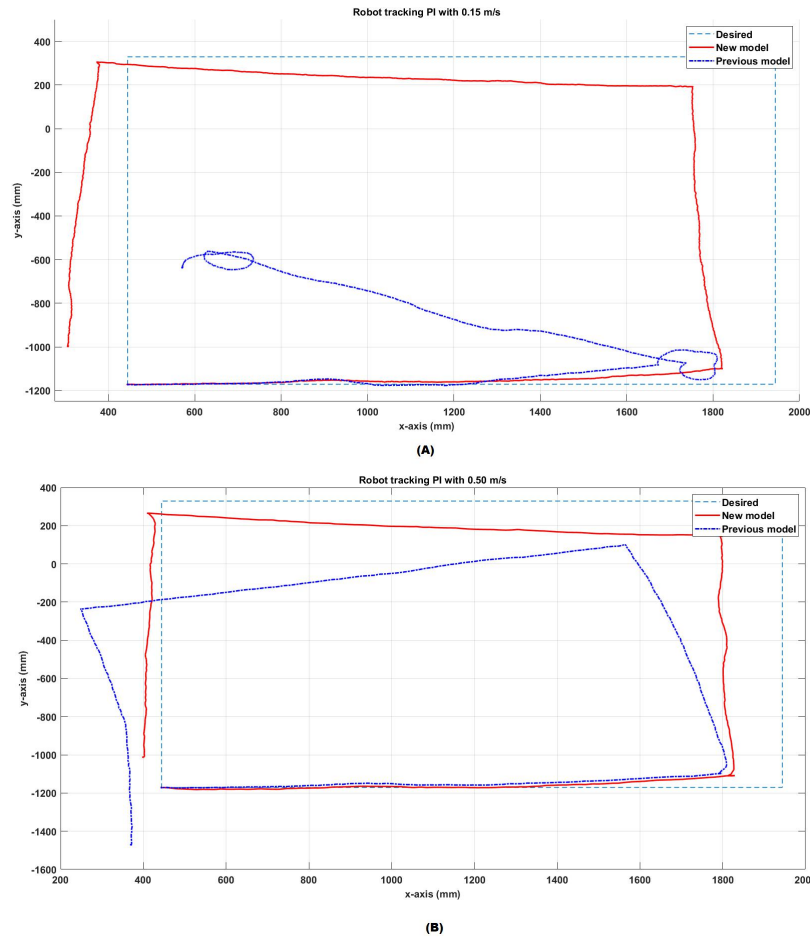 Robot tracking PI with 0.15 m/s
Desired
New model
Previous model
400
200
0
-200
-400
-600
-800
-1000
-1200
y-axis (mm)
400
600
800
1000
1200
1400
1600
1800
2000
x-axis (mm)
(A)
Robot tracking PI with 0.50 m/s
Desired
New model
Previous model
400
200
0
-200
-400
-600
-800
-1000
-1200
-1400
-1600
y-axis (mm)
200
400
600
800
1000
1200
1400
1600
1800
2000
x-axis (mm)
(B)